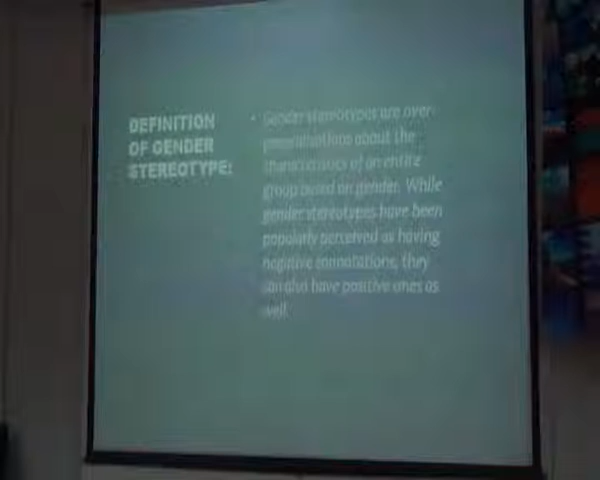 DEFINITION
OF GENDER
STEREOTYPE:
• Gender stereotypes are over-
generalizations about the
characteristics of an entire
group based on gender. While
gender stereotypes have been
popularly perceived as having
negative connotations, they
can also have positive ones as
well.